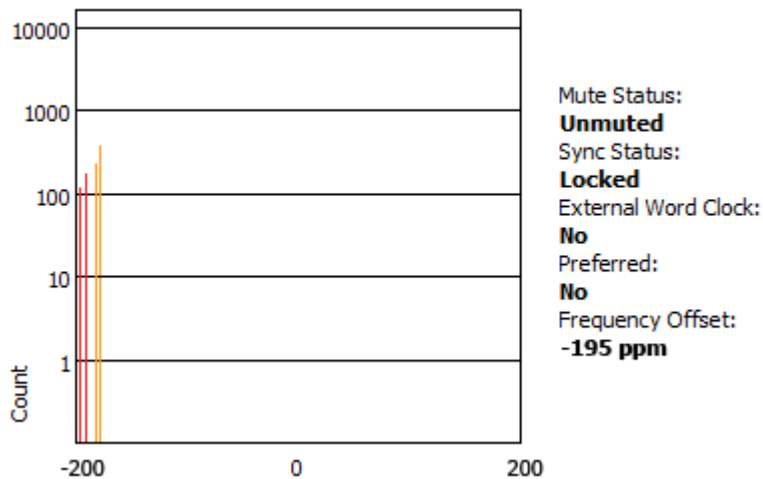 10000
1000
100
10
1
Count
-200
0
200
Mute Status:
Unmuted
Sync Status:
Locked
External Word Clock:
No
Preferred:
No
Frequency Offset:
-195 ppm